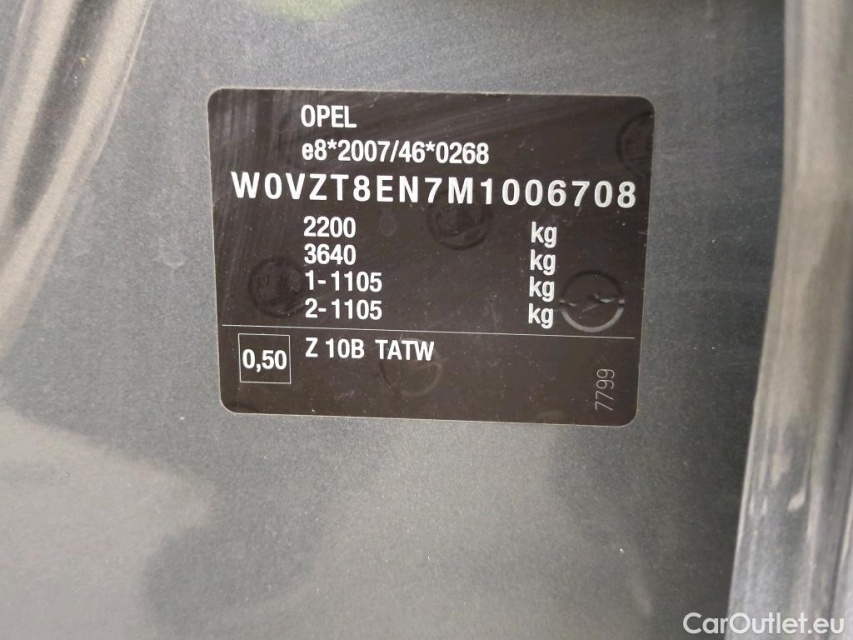 OPEL
e8*2007/46*0268
W0VZT8EN7M1006708
2200 kg
3640 kg
1-1105 kg
2-1105 kg
0,50 Z 10B TATW
7799
CarOutlet.eu